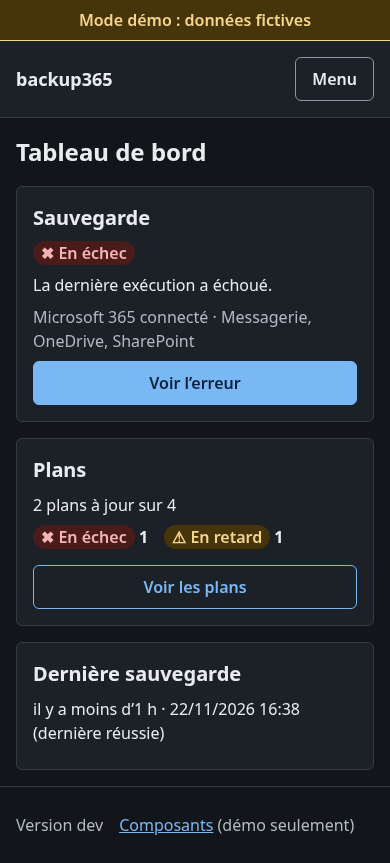 Mode démo : données fictives
backup365
Menu
Tableau de bord
Sauvegarde
✖ En échec
La dernière exécution a échoué.
Microsoft 365 connecté · Messagerie,
OneDrive, SharePoint
Voir l’erreur
Plans
2 plans à jour sur 4
✖ En échec 1 ⚠ En retard 1
Voir les plans
Dernière sauvegarde
il y a moins d’1 h · 22/11/2026 16:38
(dernière réussie)
Version dev Composants (démo seulement)